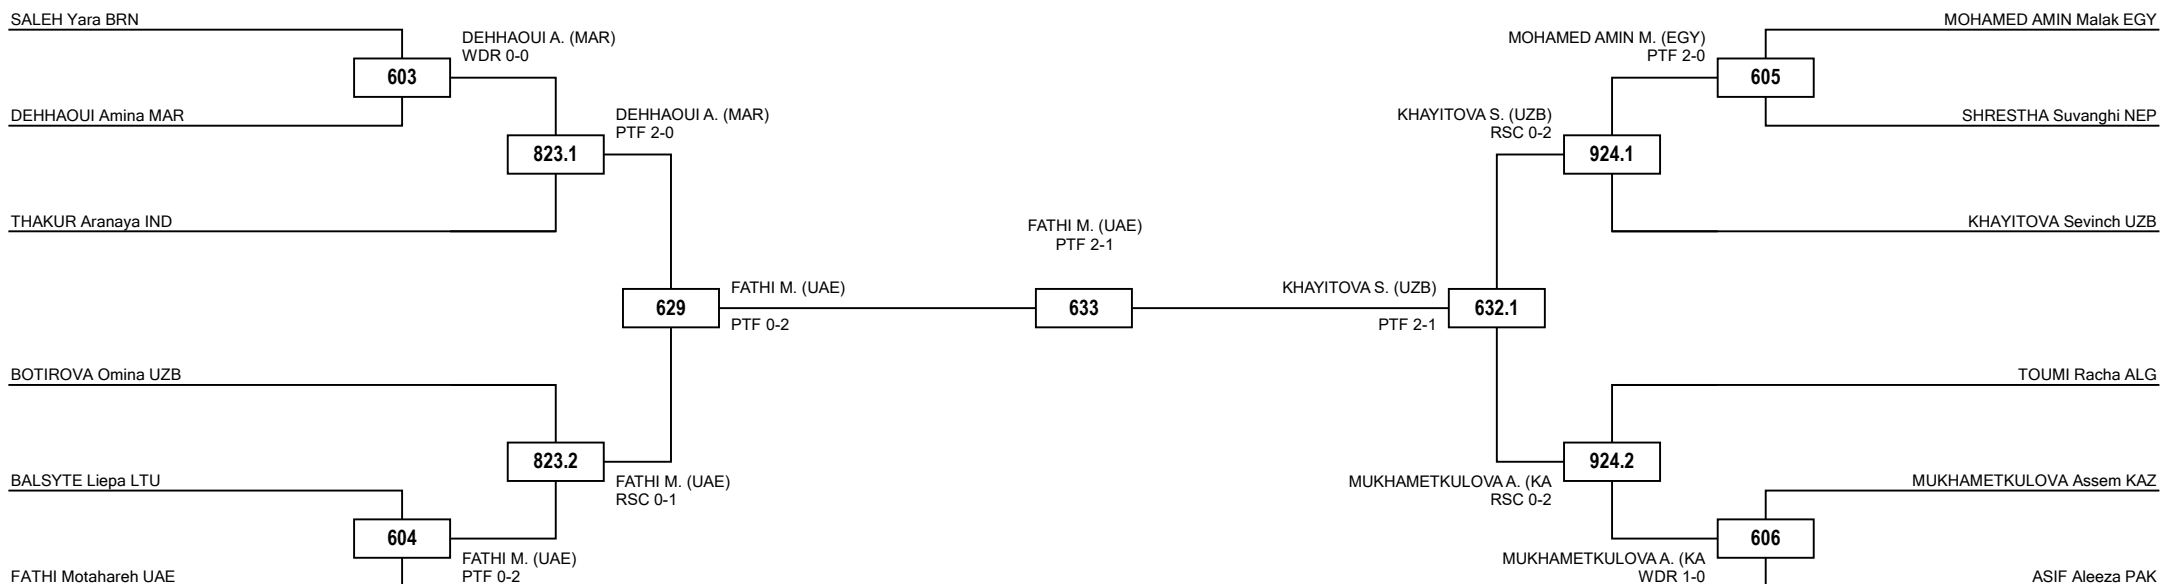 SALEH Yara BRN
MOHAMED AMIN Malak EGY
DEHHAOUI A. (MAR)
WDR 0-0
MOHAMED AMIN M. (EGY)
PTF 2-0
603
605
DEHHAOUI Amina MAR
DEHHAOUI A. (MAR)
PTF 2-0
KHAYITOVA S. (UZB)
RSC 0-2
SHRESTHA Suvanghi NEP
823.1
924.1
THAKUR Aranaya IND
FATHI M. (UAE)
PTF 2-1
KHAYITOVA Sevinch UZB
629
FATHI M. (UAE)
PTF 0-2
633
KHAYITOVA S. (UZB)
PTF 2-1
632.1
BOTIROVA Omina UZB
TOUMI Racha ALG
823.2
924.2
BALSYTE Liepa LTU
FATHI M. (UAE)
RSC 0-1
MUKHAMETKULOVA A. (KA
RSC 0-2
MUKHAMETKULOVA Assem KAZ
604
606
FATHI Motahareh UAE
FATHI M. (UAE)
PTF 0-2
MUKHAMETKULOVA A. (KA
WDR 1-0
ASIF Aleeza PAK